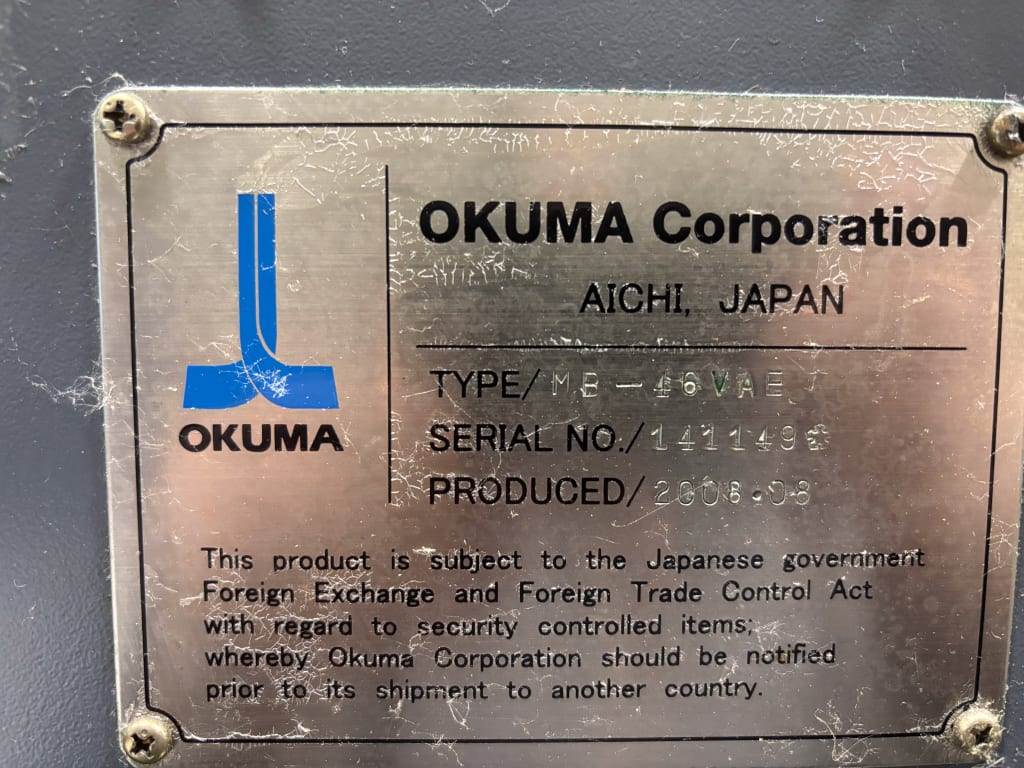 OKUMA Corporation
AICHI, JAPAN
OKUMA
TYPE/ MB-46VAE
SERIAL NO./
PRODUCED/
This product is subject to the Japanese government
Foreign Exchange and Foreign Trade Control Act
with regard to security controlled items;
whereby Okuma Corporation should be notified
prior to its shipment to another country.